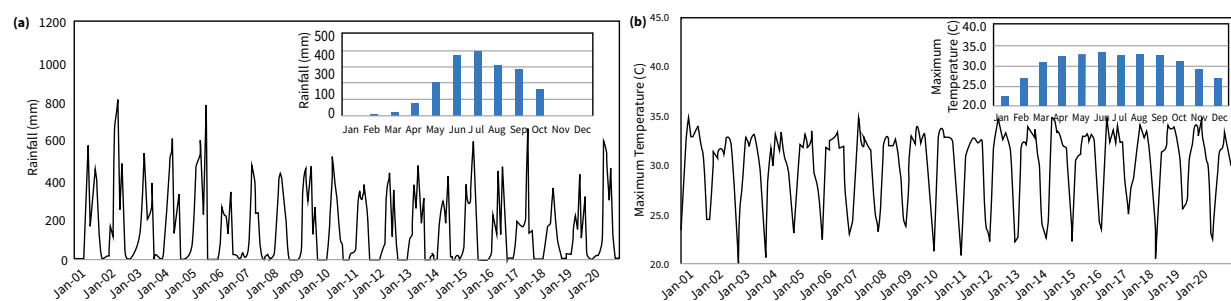 (a)
Rainfall (mm)
1200
1000
800
600
400
200
0
Jan-01
Jan-02
Jan-03
Jan-04
Jan-05
Jan-06
Jan-07
Jan-08
Jan-09
Jan-10
Jan-11
Jan-12
Jan-13
Jan-14
Jan-15
Jan-16
Jan-17
Jan-18
Jan-19
Jan-20
Rainfall (mm)
500
400
300
100
0
Jan Feb Mar Apr May Jun Jul Aug Sep Oct Nov Dec
(b)
Maximum Temperature (C)
45.0
40.0
35.0
30.0
25.0
20.0
Jan-01
Jan-02
Jan-03
Jan-04
Jan-05
Jan-06
Jan-07
Jan-08
Jan-09
Jan-10
Jan-11
Jan-12
Jan-13
Jan-14
Jan-15
Jan-16
Jan-17
Jan-18
Jan-19
Jan-20
Maximum
Temperature (C)
40.0
35.0
30.0
25.0
20.0
Jan Feb Mar Apr May Jun Jul Aug Sep Oct Nov Dec